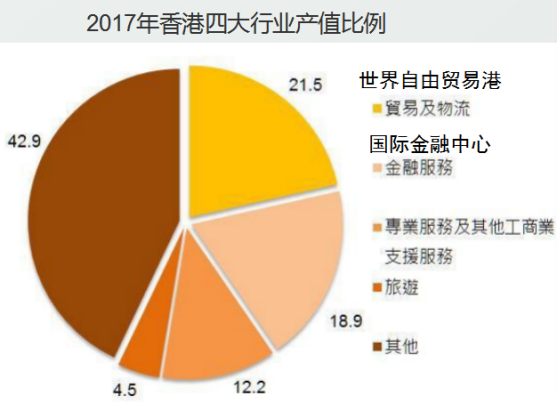 2017年香港四大行业产值比例
21.5
42.9
18.9
4.5
12.2
世界自由贸易港
貿易及物流
国际金融中心
金融服務
專業服務及其他工商業
支援服務
旅遊
其他